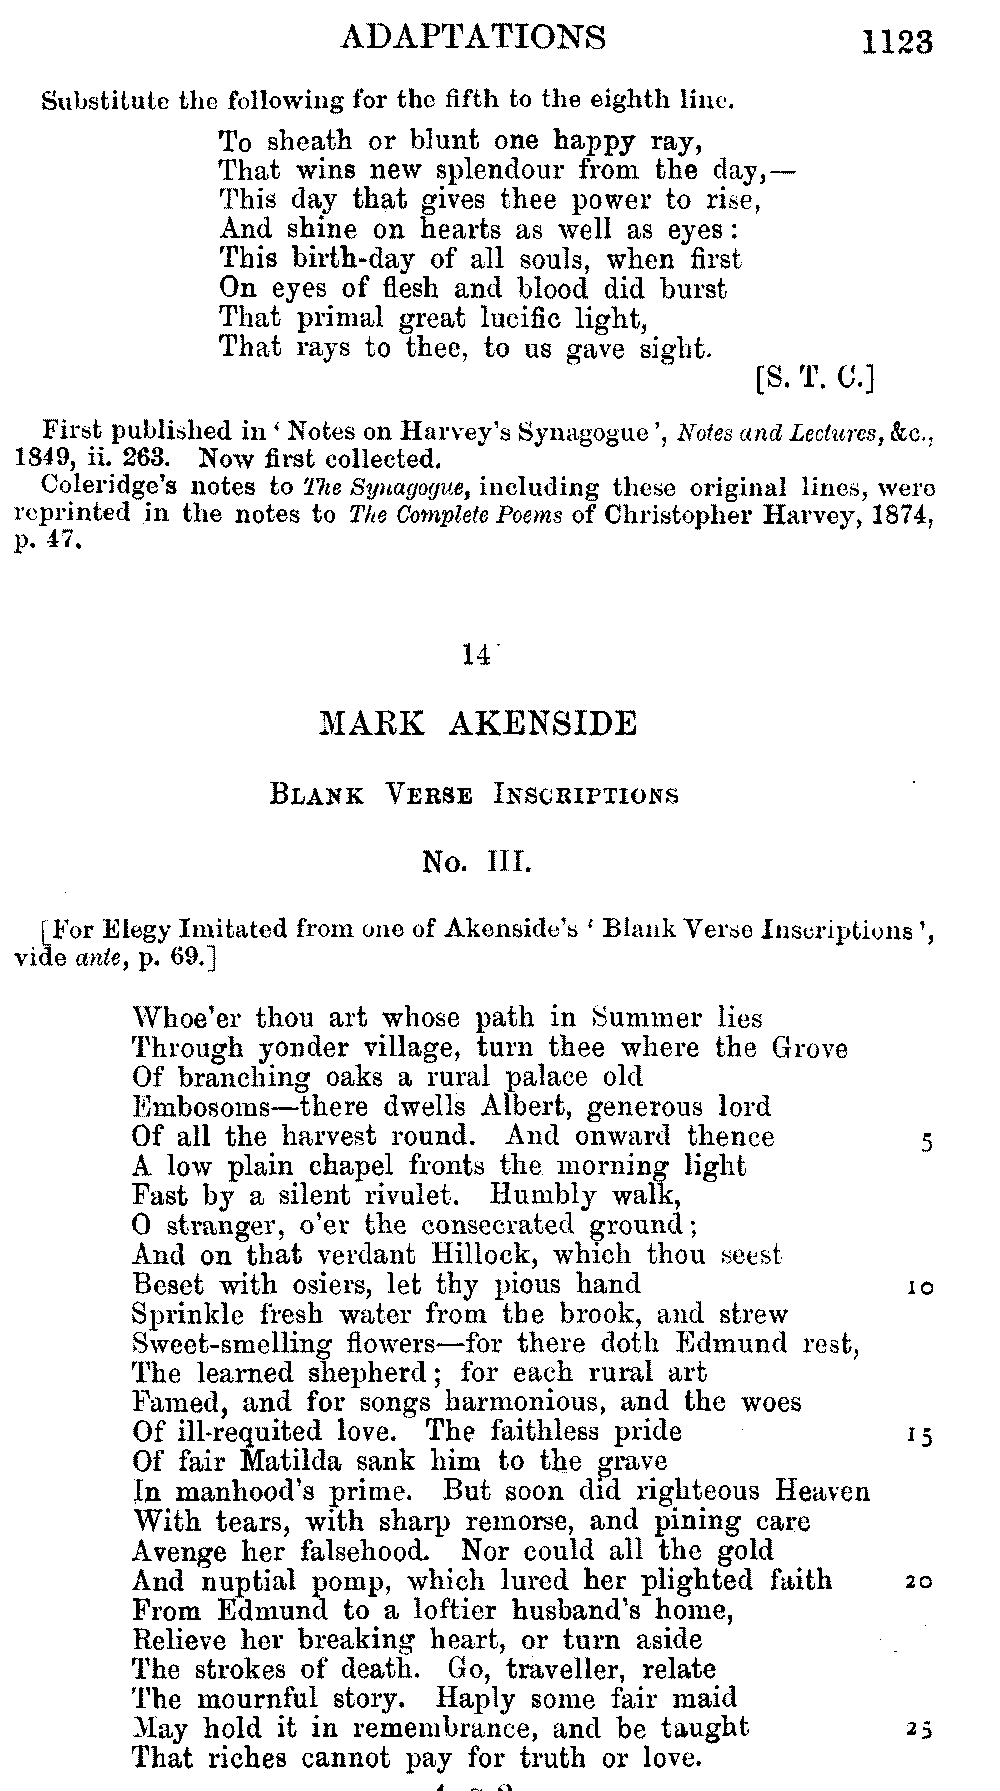 ADAPTATIONS 1123
Substitute the following for the fifth to the eighth line.
To sheath or blunt one happy ray,
That wins new splendour from the day,—
This day that gives thee power to rise,
And shine on hearts as well as eyes:
This birth-day of all souls, when first
On eyes of flesh and blood did burst
That primal great lucific light,
That rays to thee, to us gave sight.
[S. T. C.]
First published in ‘Notes on Harvey's Synagogue’, Notes and Lectures, &c.,
1849, ii. 263. Now first collected.
Coleridge's notes to The Synagogue, including these original lines, were
reprinted in the notes to The Complete Poems of Christopher Harvey, 1874,
p. 47.
14
MARK AKENSIDE
BLANK VERSE INSCRIPTIONS
No. III.
[For Elegy Imitated from one of Akenside's ‘Blank Verse Inscriptions’,
vide ante, p. 69.]
Whoe'er thou art whose path in Summer lies
Through yonder village, turn thee where the Grove
Of branching oaks a rural palace old
Embosoms—there dwells Albert, generous lord
Of all the harvest round. And onward thence 5
A low plain chapel fronts the morning light
Fast by a silent rivulet. Humbly walk,
O stranger, o'er the consecrated ground;
And on that verdant Hillock, which thou seest
Beset with osiers, let thy pious hand 10
Sprinkle fresh water from the brook, and strew
Sweet-smelling flowers—for there doth Edmund rest,
The learned shepherd; for each rural art
Famed, and for songs harmonious, and the woes
Of ill-requited love. The faithless pride 15
Of fair Matilda sank him to the grave
In manhood's prime. But soon did righteous Heaven
With tears, with sharp remorse, and pining care
Avenge her falsehood. Nor could all the gold
And nuptial pomp, which lured her plighted faith 20
From Edmund to a loftier husband's home,
Relieve her breaking heart, or turn aside
The strokes of death. Go, traveller, relate
The mournful story. Haply some fair maid
May hold it in remembrance, and be taught 25
That riches cannot pay for truth or love.